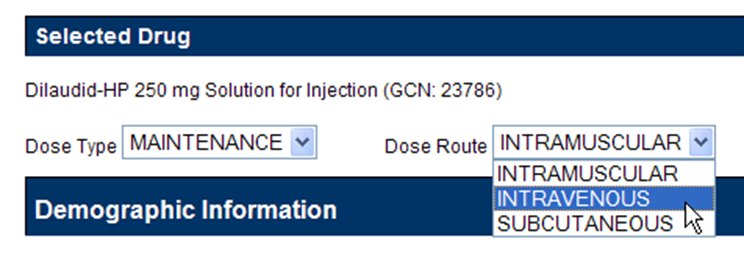 Selected Drug
Dilaudid-HP 250 mg Solution for Injection (GCN: 23786)
Dose Type MAINTENANCE Dose Route INTRAMUSCULAR
INTRAMUSCULAR
INTRAVENOUS
SUBCUTANEOUS
Demographic Information